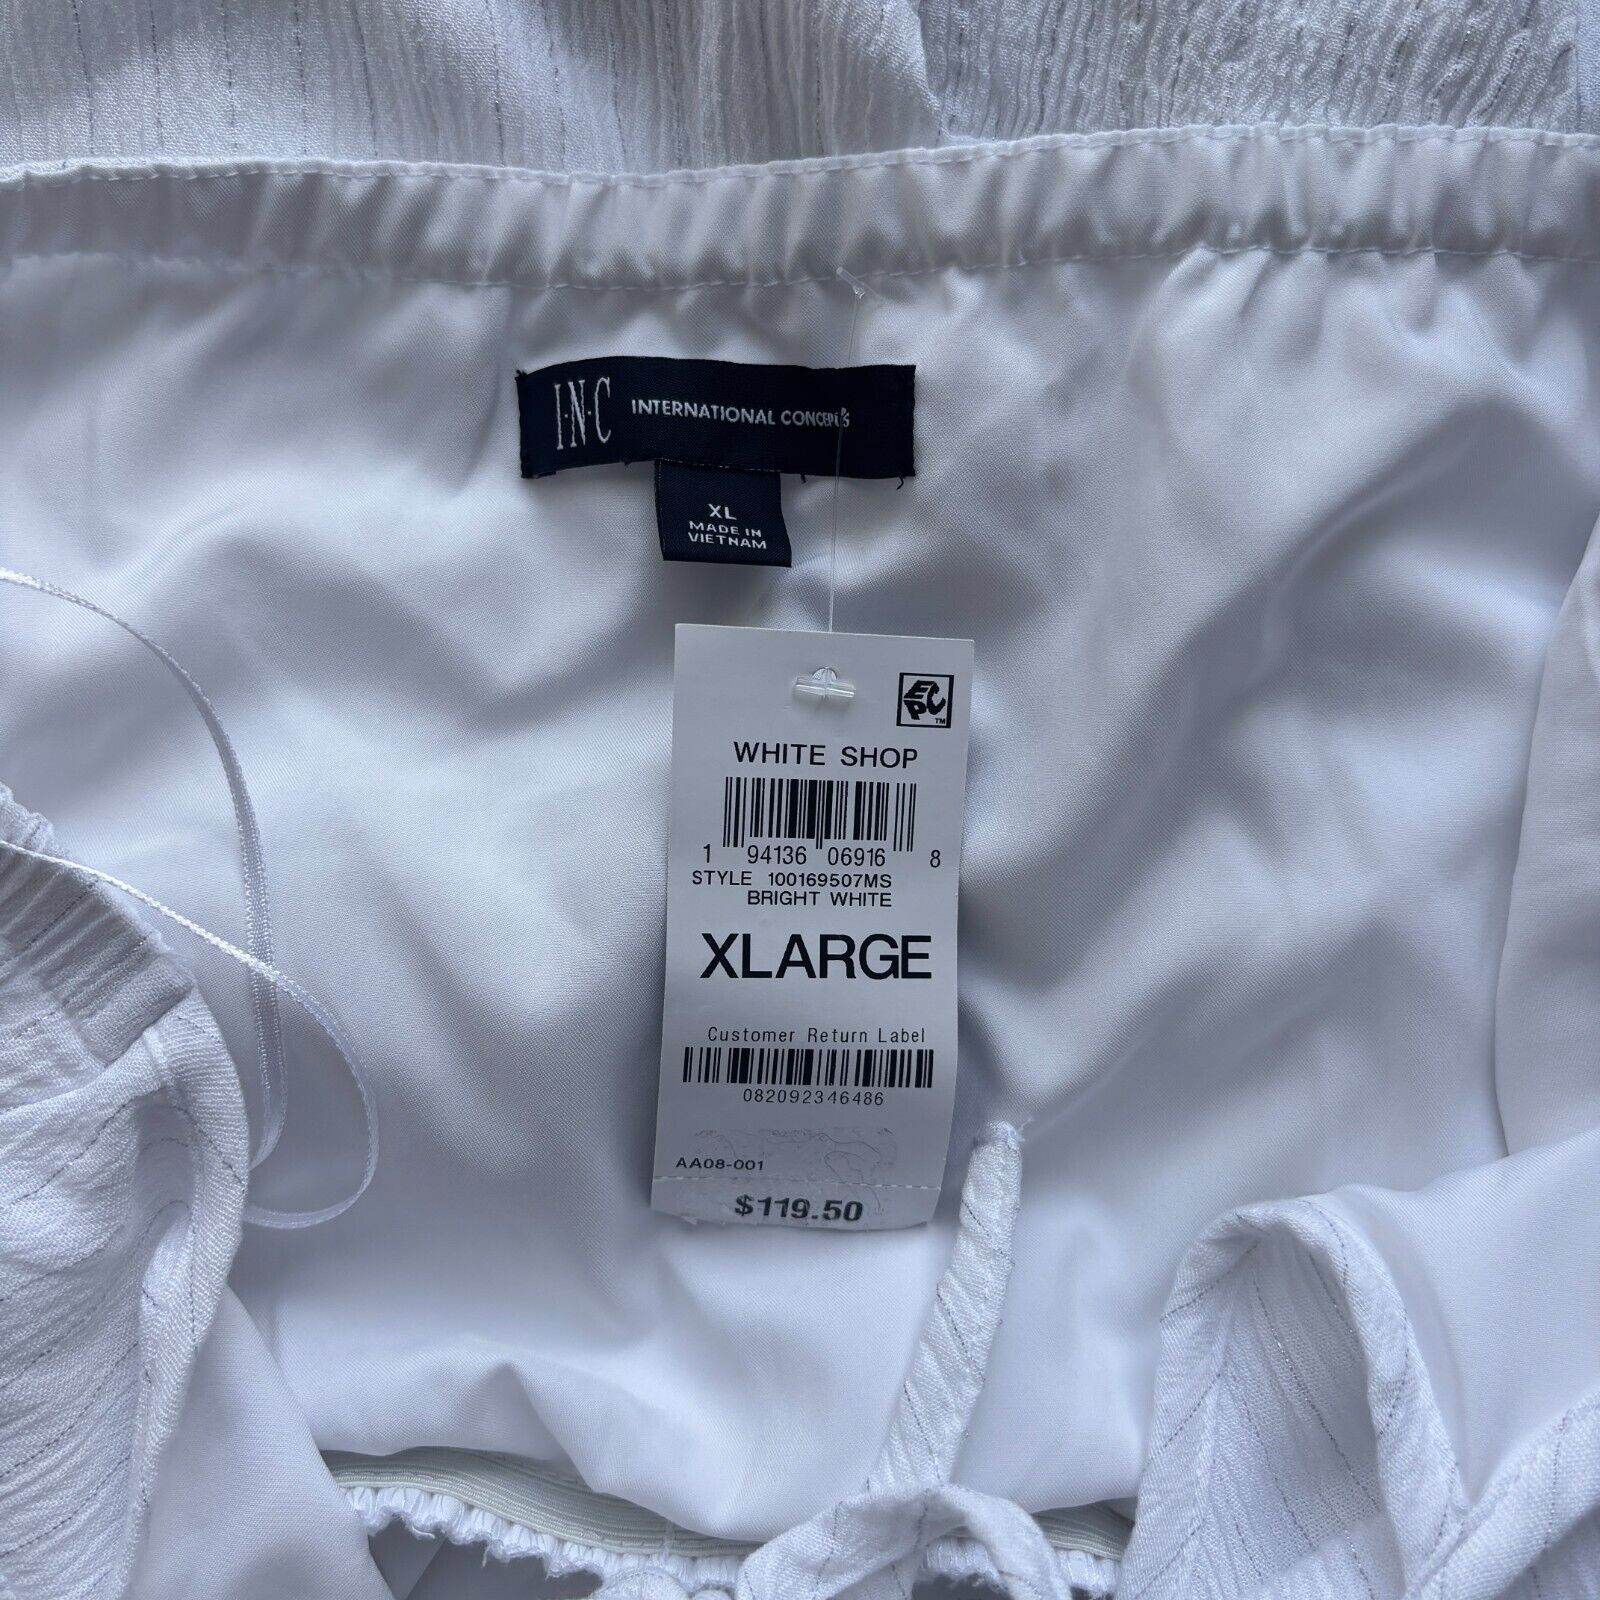 I·N·C INTERNATIONAL CONCEPTS
XL
MADE IN
VIETNAM
EPC™
WHITE SHOP
1 94136 06916 8
STYLE 100169507MS
BRIGHT WHITE
XLARGE
Customer Return Label
082092346486
AA08-001
$119.50